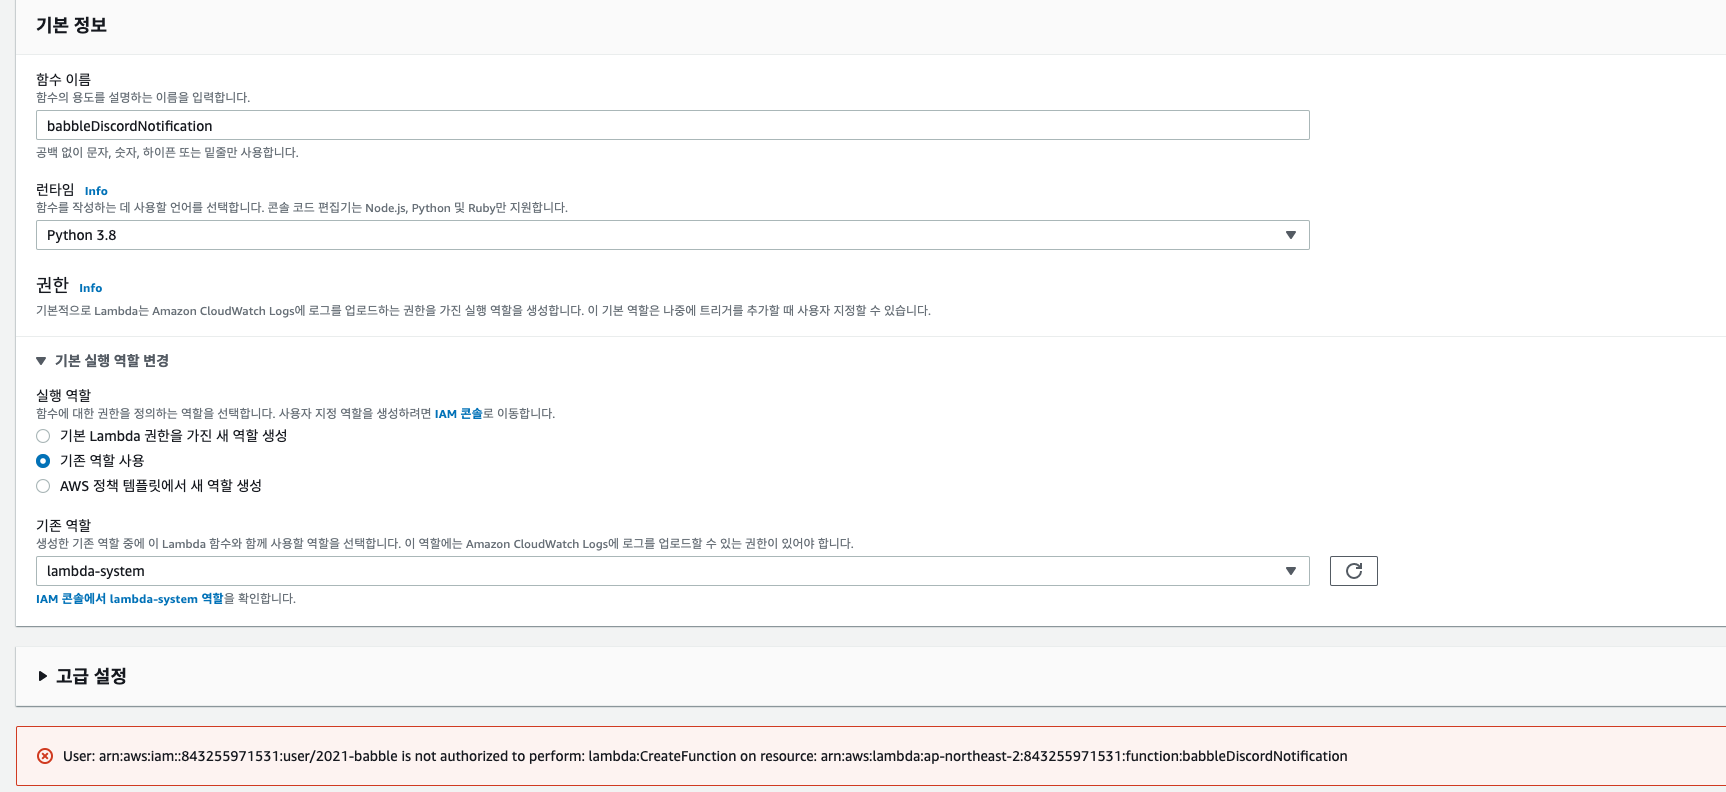 기본 정보
함수 이름
함수의 용도를 설명하는 이름을 입력합니다.
babbleDiscordNotification
공백 없이 문자, 숫자, 하이픈 또는 밑줄만 사용합니다.
런타임 Info
함수를 작성하는 데 사용할 언어를 선택합니다. 콘솔 코드 편집기는 Node.js, Python 및 Ruby만 지원합니다.
Python 3.8
권한 Info
기본적으로 Lambda는 Amazon CloudWatch Logs에 로그를 업로드하는 권한을 가진 실행 역할을 생성합니다. 이 기본 역할은 나중에 트리거를 추가할 때 사용자 지정할 수 있습니다.
기본 실행 역할 변경
실행 역할
함수에 대한 권한을 정의하는 역할을 선택합니다. 사용자 지정 역할을 생성하려면 IAM 콘솔로 이동합니다.
기본 Lambda 권한을 가진 새 역할 생성
기존 역할 사용
AWS 정책 템플릿에서 새 역할 생성
기존 역할
생성한 기존 역할 중에 이 Lambda 함수와 함께 사용할 역할을 선택합니다. 이 역할에는 Amazon CloudWatch Logs에 로그를 업로드할 수 있는 권한이 있어야 합니다.
lambda-system
IAM 콘솔에서 lambda-system 역할을 확인합니다.
고급 설정
User: arn:aws:iam::843255971531:user/2021-babble is not authorized to perform: lambda:CreateFunction on resource: arn:aws:lambda:ap-northeast-2:843255971531:function:babbleDiscordNotification